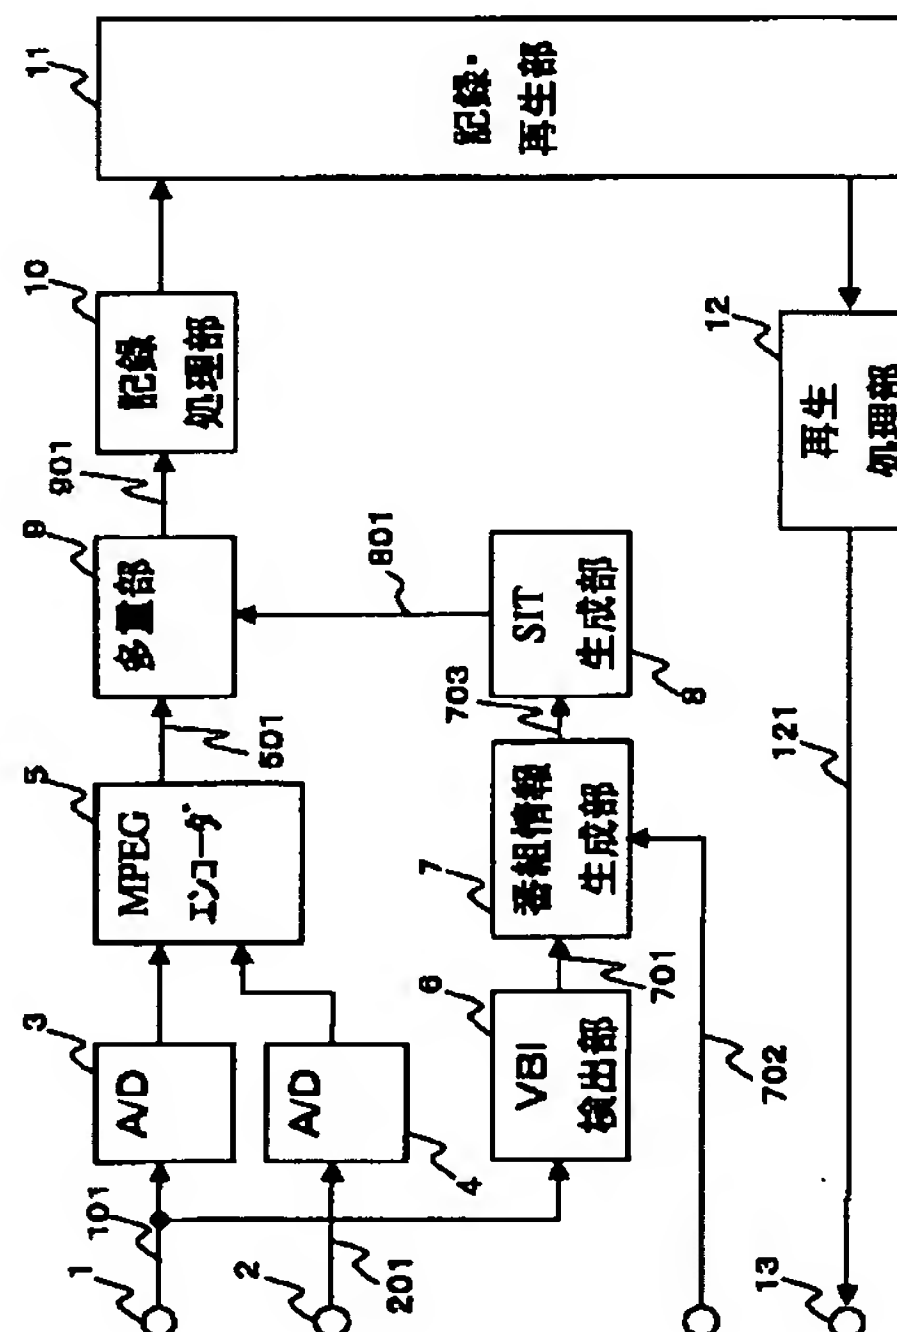 1
101
3
A/D
5
MPEG
エンコーダ
501
9
多重部
901
10
記録
処理部
11
記録・
再生部
2
201
A/D
4
6
VBI
検出部
701
7
番組情報
生成部
703
SIT
生成部
8
801
702
12
再生
処理部
121
13